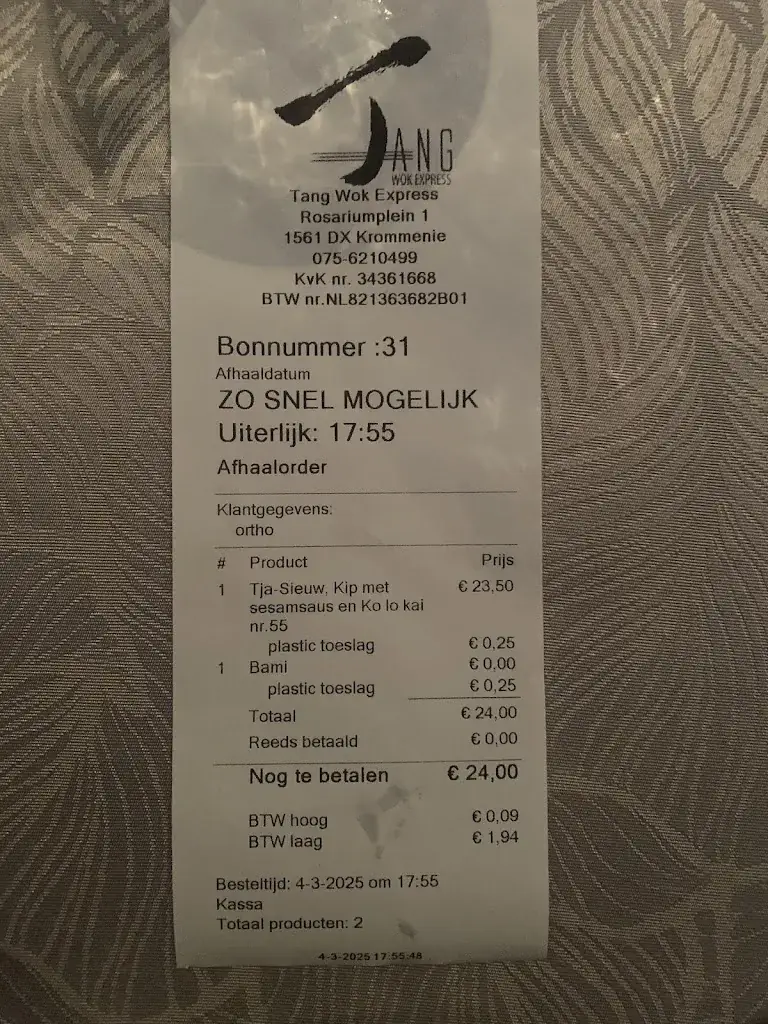 TANG
WOK EXPRESS
Tang Wok Express
Rosariumplein 1
1561 DX Krommenie
075-6210499
KvK nr. 34361668
BTW nr.NL821363682B01
Bonnummer :31
Afhaaldatum
ZO SNEL MOGELIJK
Uiterlijk: 17:55
Afhaalorder
Klantgegevens:
ortho
# Product Prijs
1 Tja-Sieuw, Kip met € 23,50
sesamsaus en Ko lo kai
nr.55
plastic toeslag € 0,25
1 Bami € 0,00
plastic toeslag € 0,25
Totaal € 24,00
Reeds betaald € 0,00
Nog te betalen € 24,00
BTW hoog € 0,09
BTW laag € 1,94
Besteltijd: 4-3-2025 om 17:55
Kassa
Totaal producten: 2
4-3-2025 17:55:48